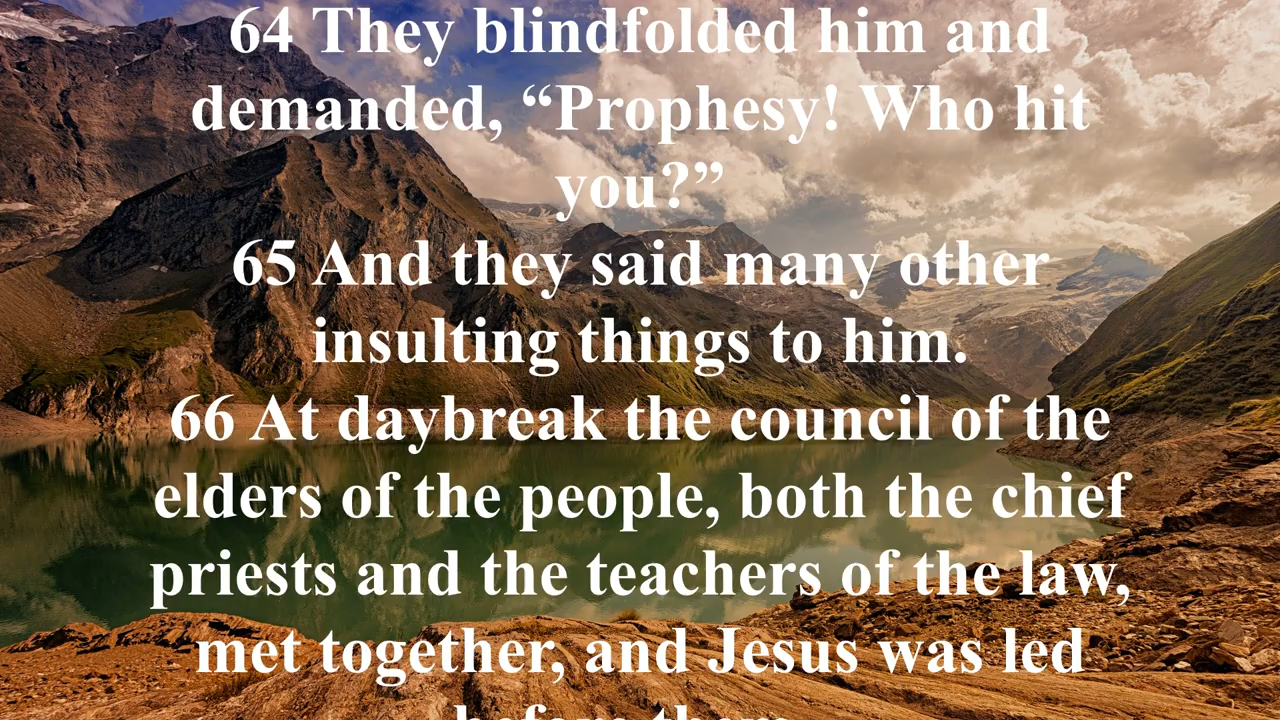 64 They blindfolded him and
demanded, “Prophesy! Who hit
you?”
65 And they said many other
insulting things to him.
66 At daybreak the council of the
elders of the people, both the chief
priests and the teachers of the law,
met together, and Jesus was led
before them.